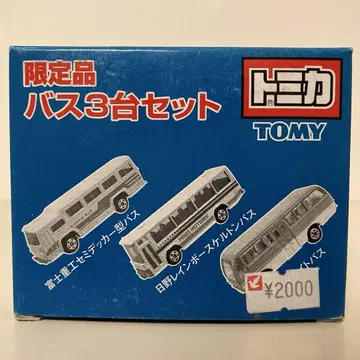 限定品
バス3台セット
トミカ
TOMY
富士重工セミデッカー型バス
日野レインボースケルトンバス
トバス
¥2000